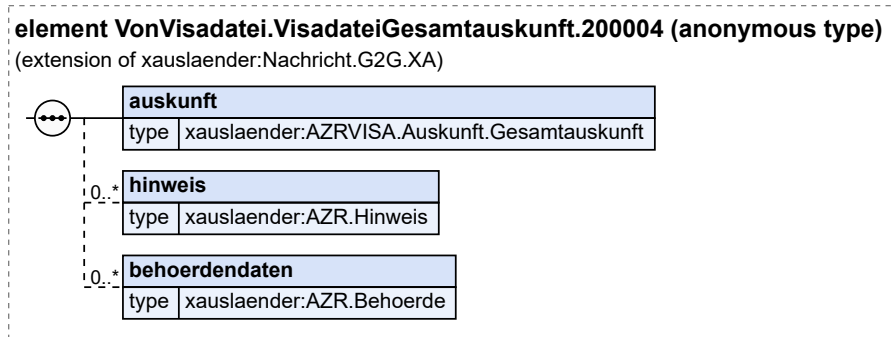 element VonVisadatei.VisadateiGesamtauskunft.200004 (anonymous type)
(extension of xauslaender:Nachricht.G2G.XA)
auskunft
type xauslaender:AZRVISA.Auskunft.Gesamtauskunft
0..* hinweis
type xauslaender:AZR.Hinweis
0..* behoerdendaten
type xauslaender:AZR.Behoerde